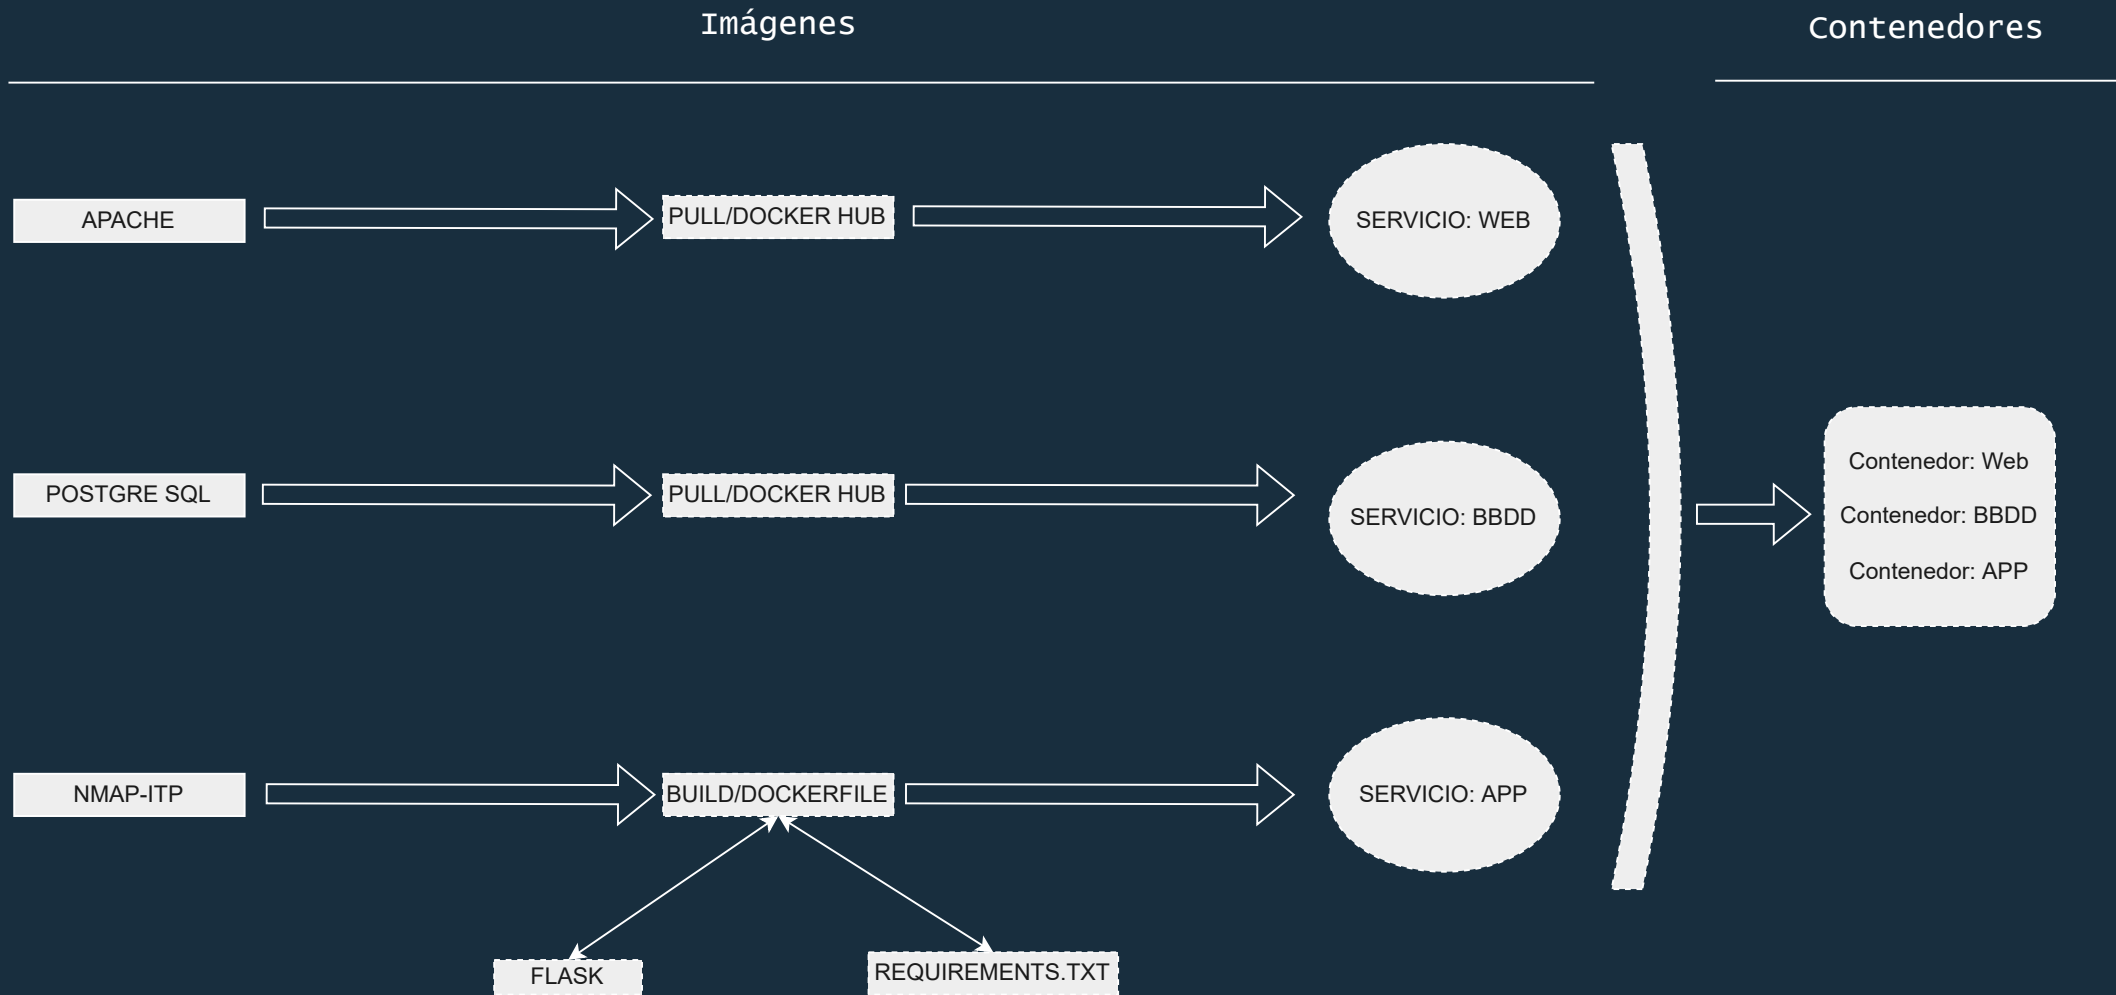 Imágenes
Contenedores
APACHE
PULL/DOCKER HUB
SERVICIO: WEB
POSTGRE SQL
PULL/DOCKER HUB
SERVICIO: BBDD
Contenedor: Web
Contenedor: BBDD
Contenedor: APP
NMAP-ITP
BUILD/DOCKERFILE
SERVICIO: APP
FLASK
REQUIREMENTS.TXT